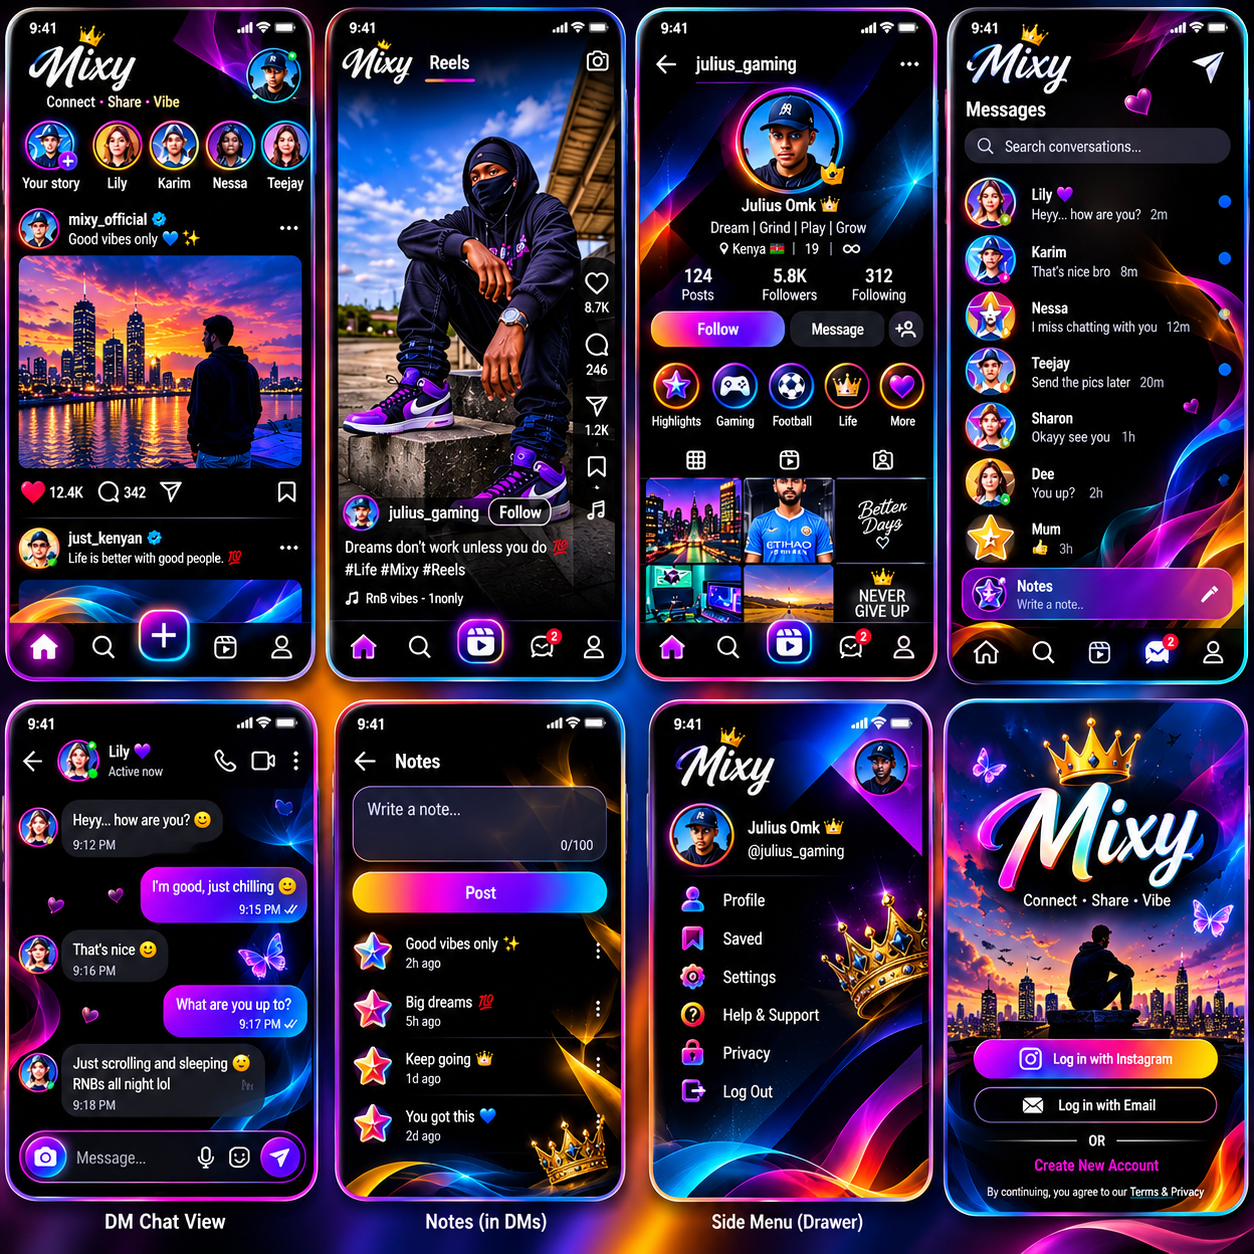 9:41
Mixy
Connect • Share • Vibe
Your story
Lily
Karim
Nessa
Teejay
mixy_official
Good vibes only 💙✨
12.4K
342
just_kenyan
Life is better with good people. 💯
9:41
Mixy
Reels
8.7K
246
1.2K
julius_gaming
Follow
Dreams don't work unless you do 💯
#Life #Mixy #Reels
RnB vibes - 1nonly
2
9:41
julius_gaming
Julius Omk 👑
Dream | Grind | Play | Grow
Kenya 🇰🇪 | 19 | ∞
124
Posts
5.8K
Followers
312
Following
Follow
Message
Highlights
Gaming
Football
Life
More
ETIHAD
Better
Days
NEVER
GIVE UP
2
9:41
Mixy
Messages
Search conversations...
Lily 💜
Heyy... how are you? 2m
Karim
That's nice bro 8m
Nessa
I miss chatting with you 12m
Teejay
Send the pics later 20m
Sharon
Okayy see you 1h
Dee
You up? 2h
Mum
👍 3h
Notes
Write a note..
2
9:41
Lily 💜
Active now
Heyy... how are you? 😊
9:12 PM
I'm good, just chilling 😊
9:15 PM
That's nice 😊
9:16 PM
What are you up to?
9:17 PM
Just scrolling and sleeping 😴
RNBs all night lol
9:18 PM
Message...
DM Chat View
9:41
Notes
Write a note...
0/100
Post
Good vibes only ✨
2h ago
Big dreams 💯
5h ago
Keep going 👑
1d ago
You got this 💙
2d ago
Notes (in DMs)
9:41
Mixy
Julius Omk 👑
@julius_gaming
Profile
Saved
Settings
Help & Support
Privacy
Log Out
Side Menu (Drawer)
Mixy
Connect • Share • Vibe
Log in with Instagram
Log in with Email
OR
Create New Account
By continuing, you agree to our Terms & Privacy